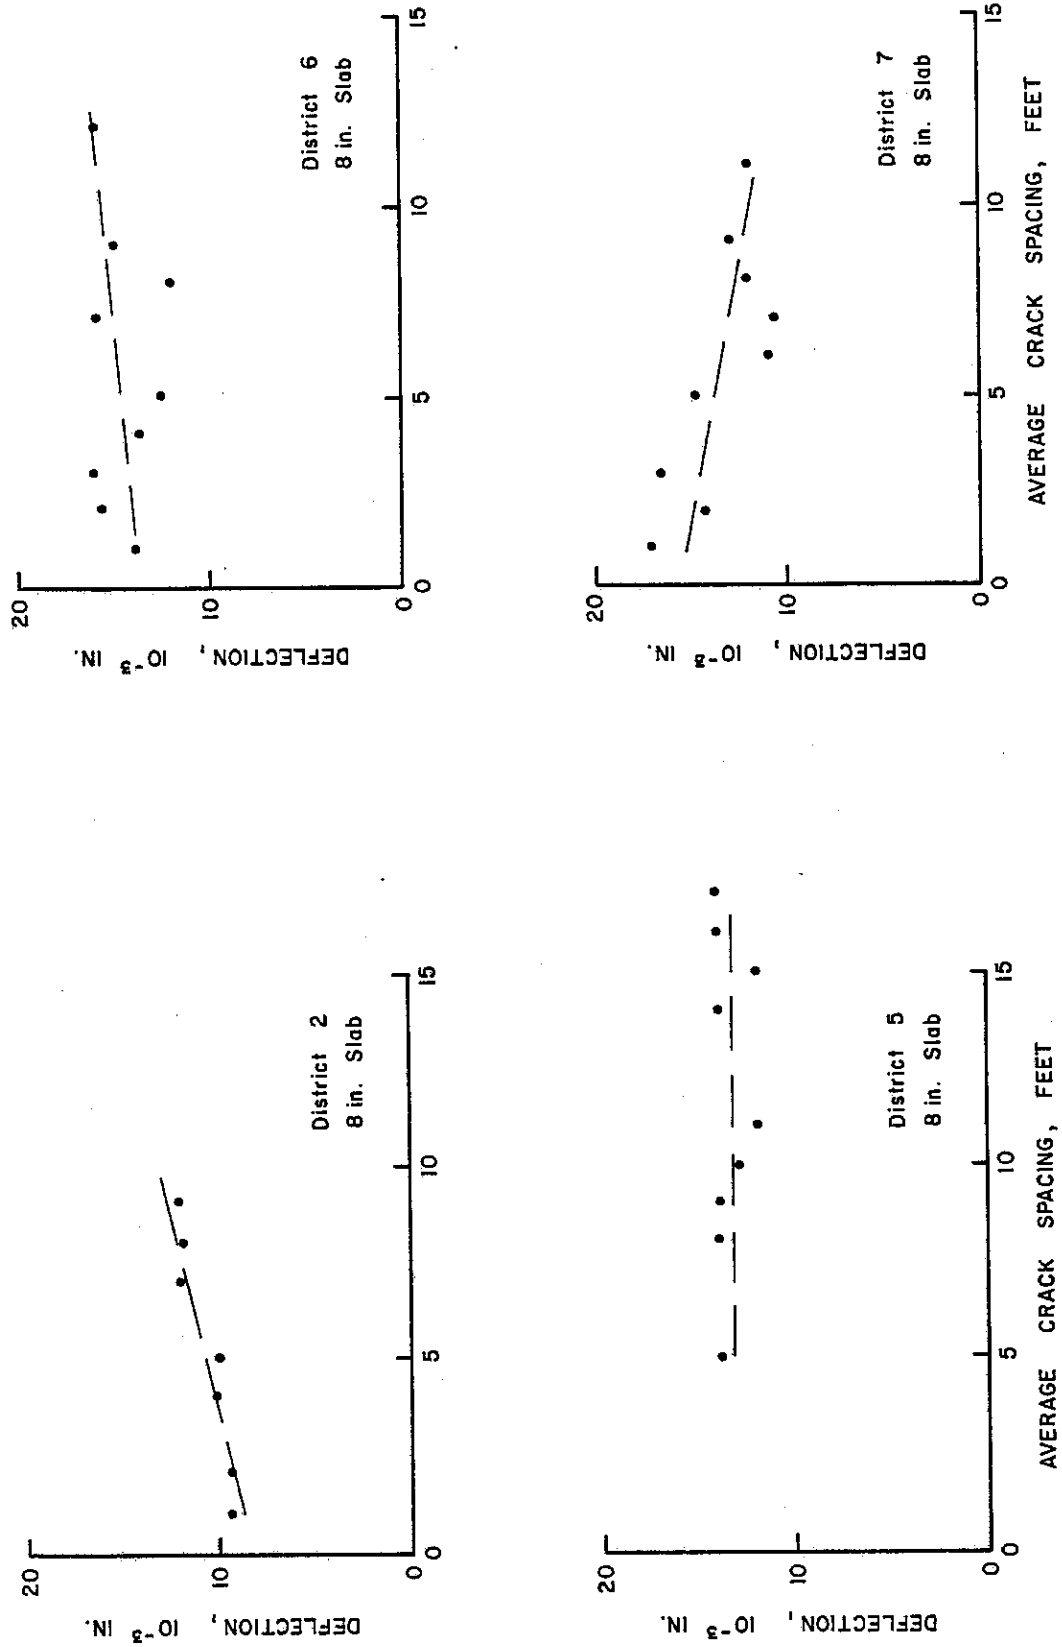 DEFLECTION, 10⁻³ IN.
20
10
0
0
5
10
15
District 2
8 in. Slab
DEFLECTION, 10⁻³ IN.
20
10
0
0
5
10
15
District 6
8 in. Slab
DEFLECTION, 10⁻³ IN.
20
10
0
0
5
10
15
District 5
8 in. Slab
AVERAGE CRACK SPACING, FEET
DEFLECTION, 10⁻³ IN.
20
10
0
0
5
10
15
District 7
8 in. Slab
AVERAGE CRACK SPACING, FEET